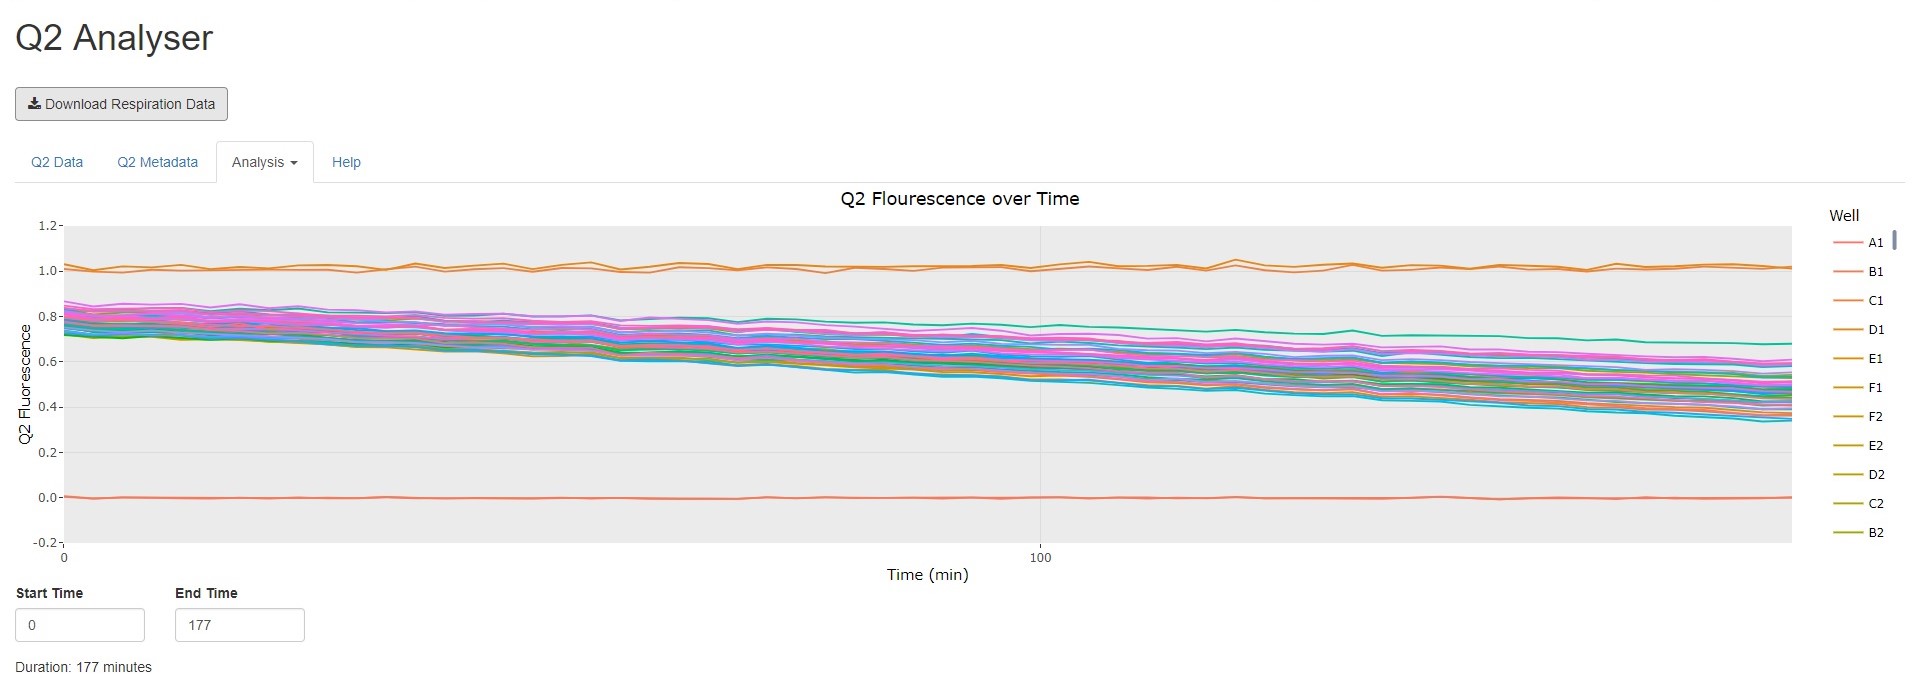 Q2 Analyser
Download Respiration Data
Q2 Data Q2 Metadata Analysis Help
Q2 Flourescence over Time
Well
A1
B1
C1
D1
E1
F1
F2
E2
D2
C2
B2
Q2 Fluorescence
1.2
1.0
0.8
0.6
0.4
0.2
0.0
-0.2
0 100
Time (min)
Start Time End Time
0 177
Duration: 177 minutes